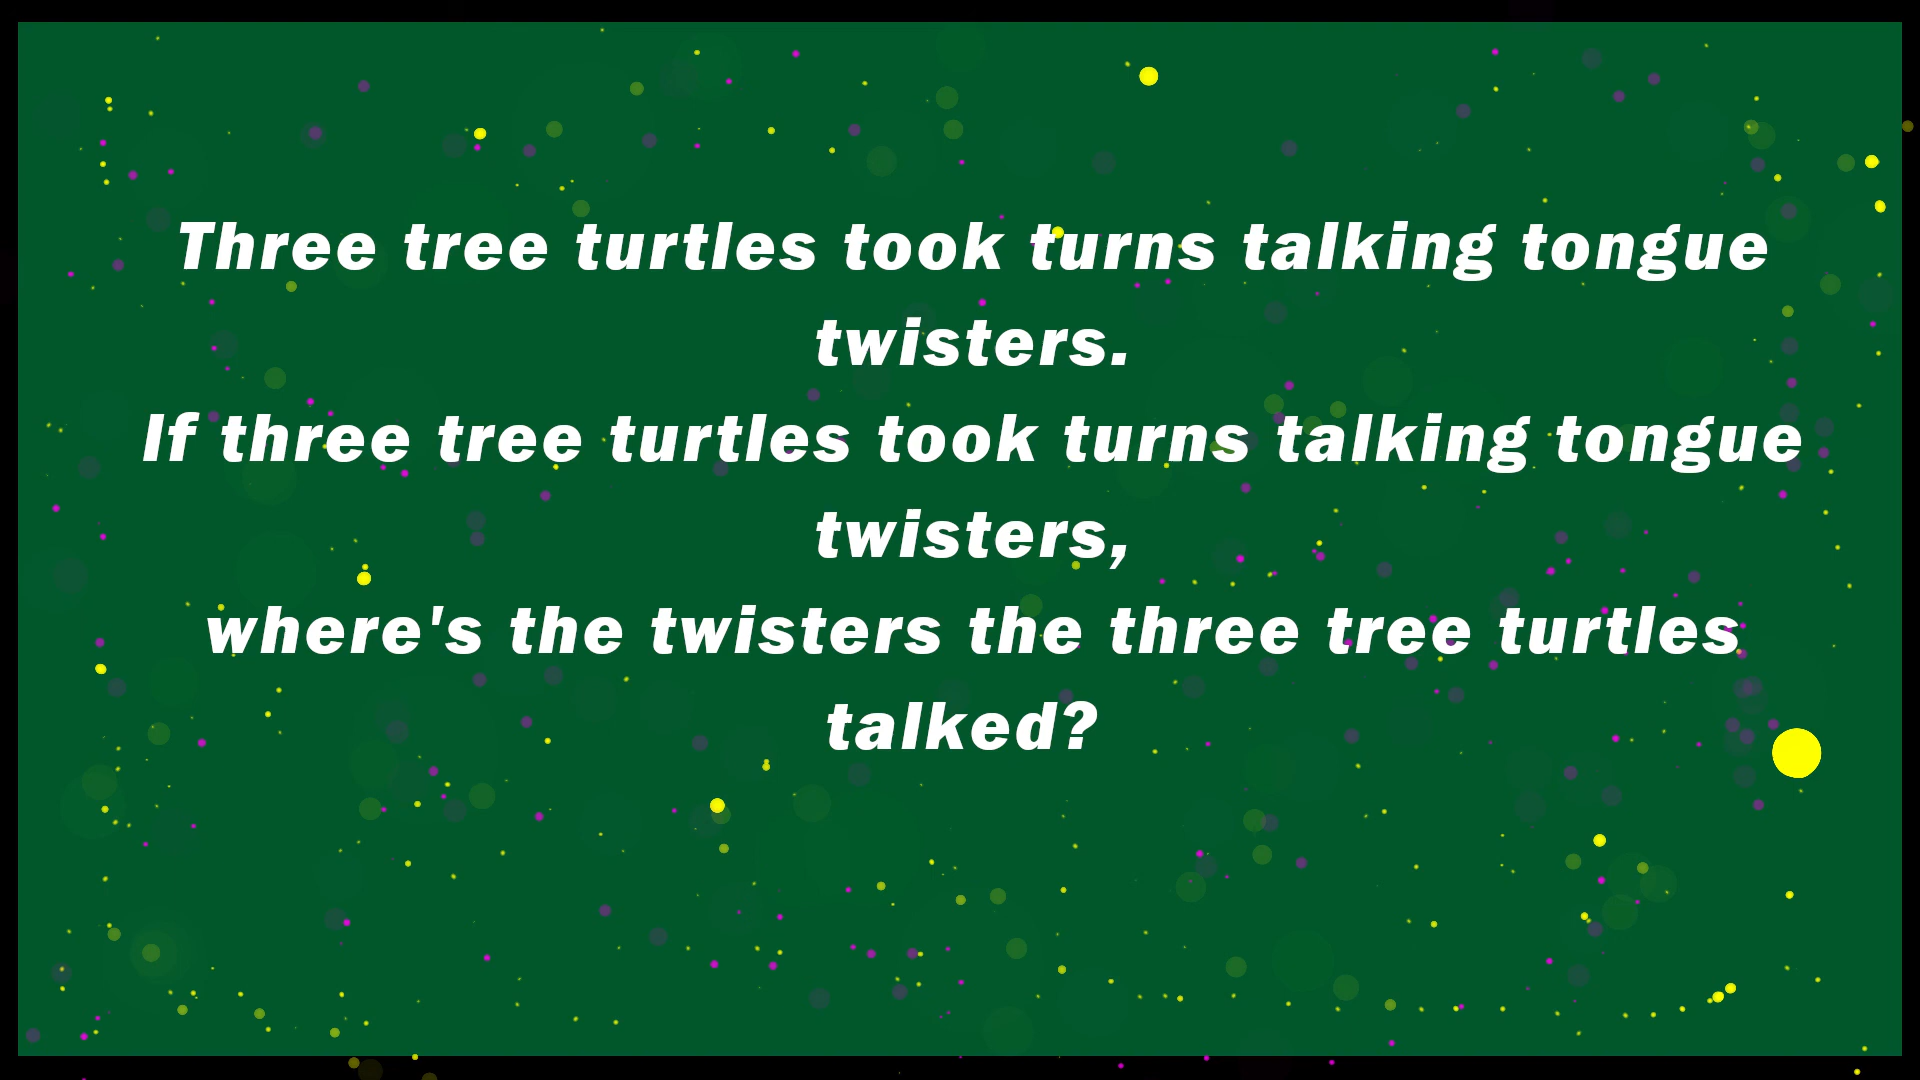 Three tree turtles took turns talking tongue
twisters.
If three tree turtles took turns talking tongue
twisters,
where's the twisters the three tree turtles
talked?